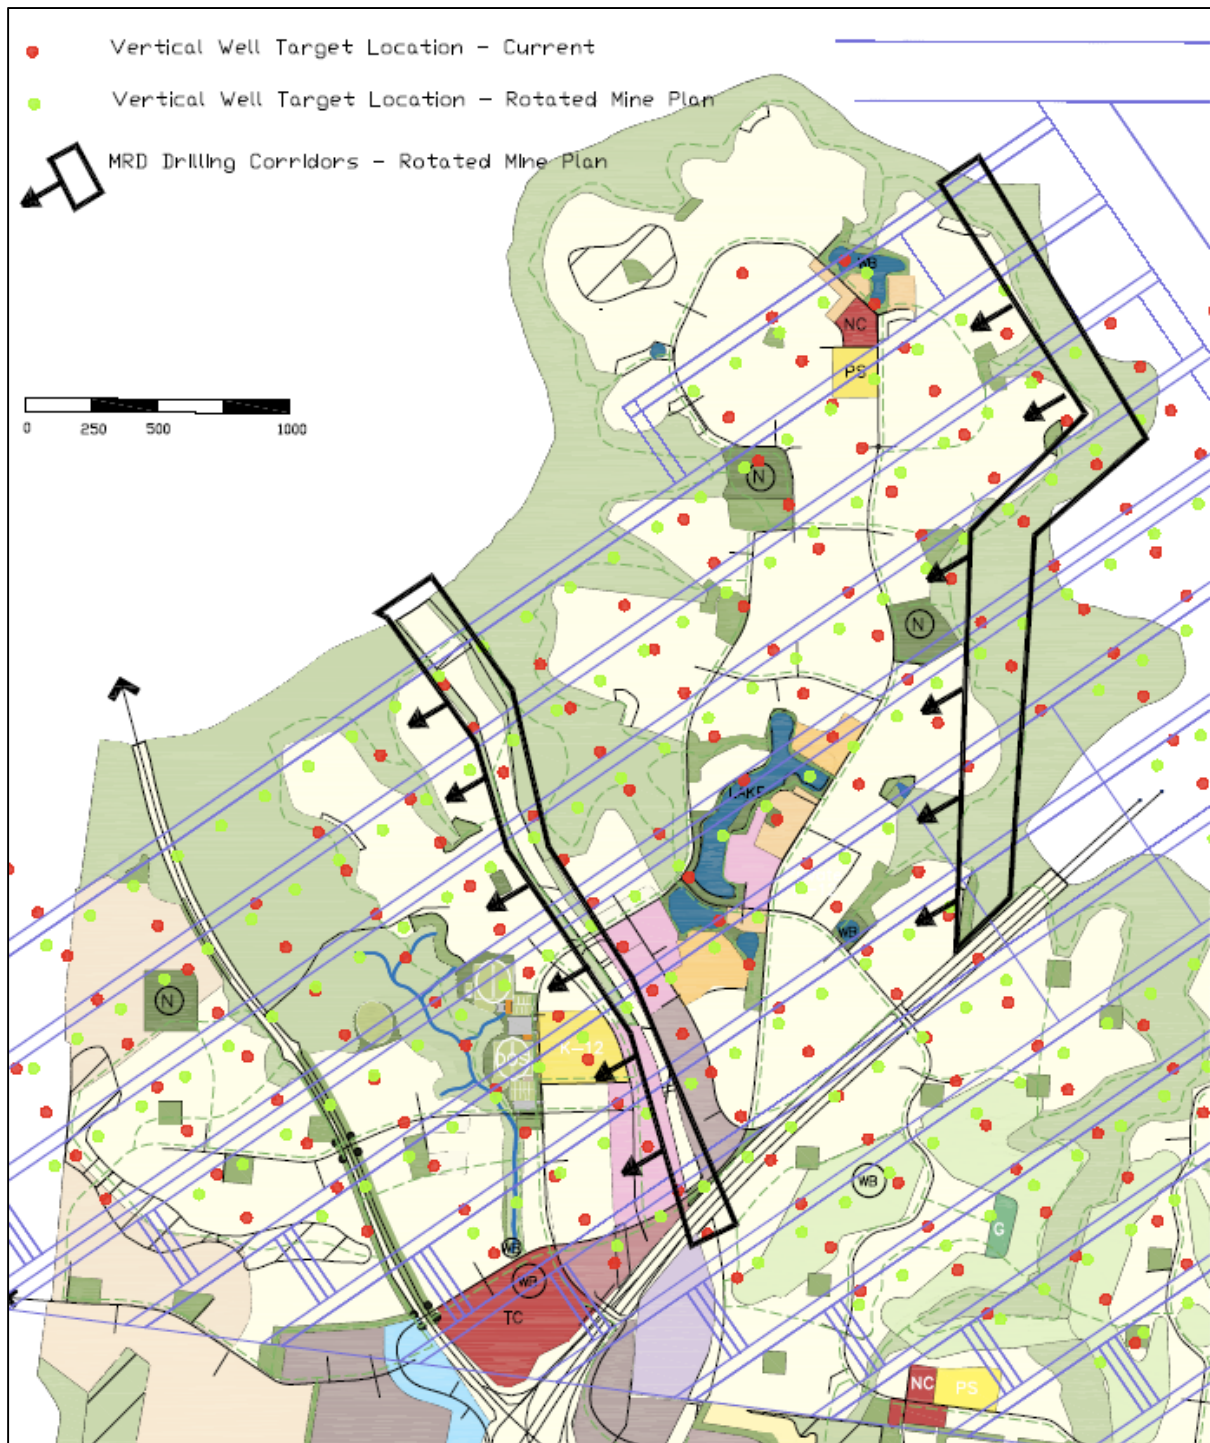 Vertical Well Target Location - Current
Vertical Well Target Location - Rotated Mine Plan
MRD Drilling Corridors - Rotated Mine Plan
0 250 500 1000
WB
NC
PS
N
N
LAKE
WB
N
K-12
WB
G
WB
WB
TC
NC PS